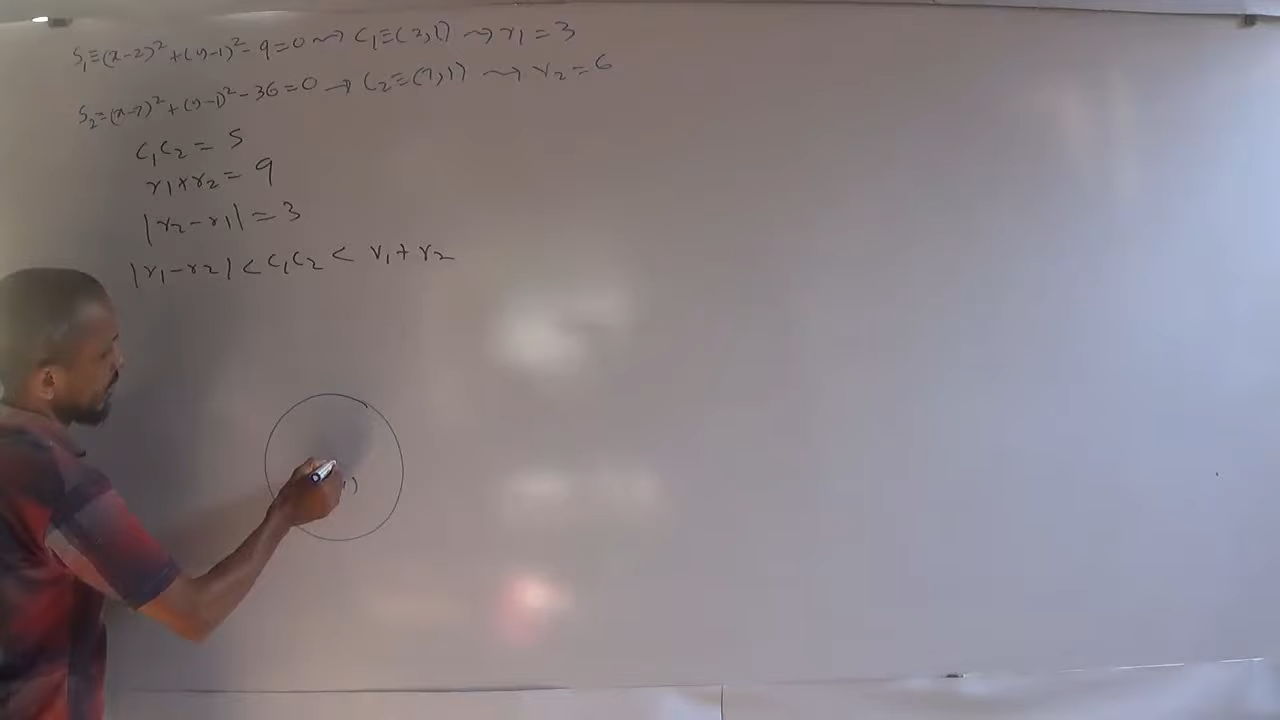 S₁≡(x-2)²+(y-1)²-9=0 ⇝ C₁≡(2,1) ⇝ r₁=3
S₂=(x-7)²+(y-1)²-36=0 → C₂≡(7,1) ⇝ r₂=6
C₁C₂=5
r₁+r₂=9
|r₂-r₁|=3
|r₁-r₂|<C₁C₂<r₁+r₂